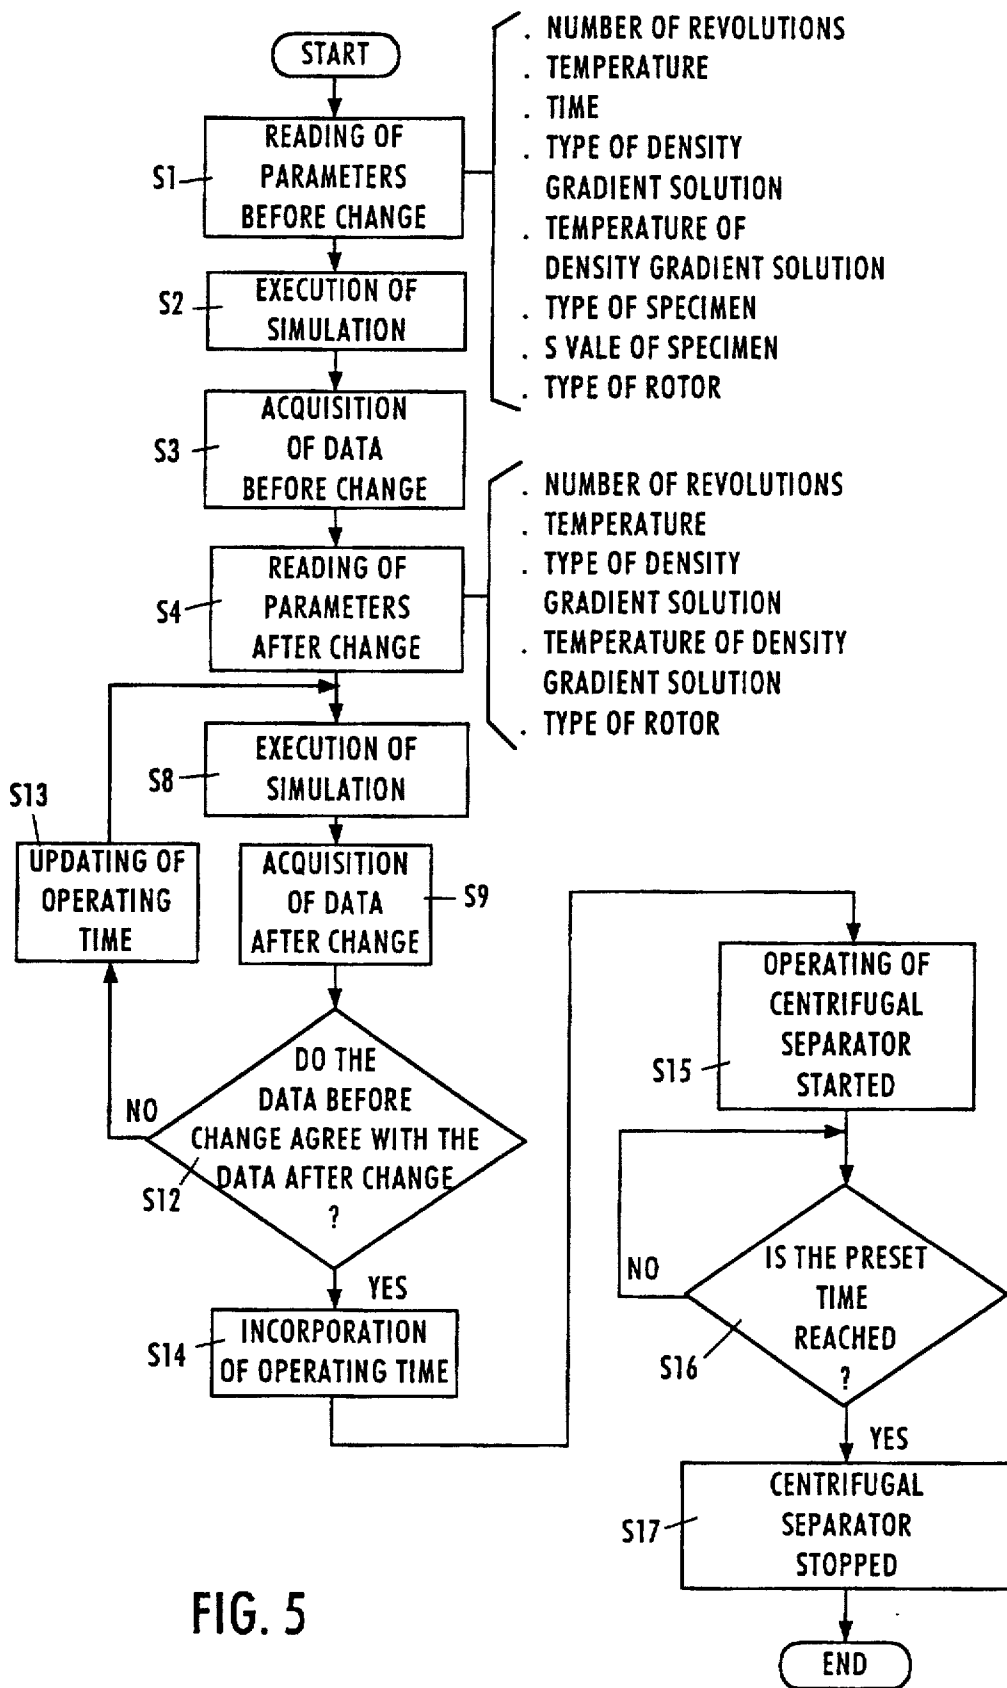 START
S1
READING OF
PARAMETERS
BEFORE CHANGE
. NUMBER OF REVOLUTIONS
. TEMPERATURE
. TIME
. TYPE OF DENSITY
GRADIENT SOLUTION
. TEMPERATURE OF
DENSITY GRADIENT SOLUTION
. TYPE OF SPECIMEN
. S VALE OF SPECIMEN
. TYPE OF ROTOR
S2
EXECUTION OF
SIMULATION
S3
ACQUISITION
OF DATA
BEFORE CHANGE
S4
READING OF
PARAMETERS
AFTER CHANGE
. NUMBER OF REVOLUTIONS
. TEMPERATURE
. TYPE OF DENSITY
GRADIENT SOLUTION
. TEMPERATURE OF DENSITY
GRADIENT SOLUTION
. TYPE OF ROTOR
S8
EXECUTION OF
SIMULATION
S13
UPDATING OF
OPERATING
TIME
ACQUISITION
OF DATA
AFTER CHANGE
S9
NO
DO THE
DATA BEFORE
CHANGE AGREE WITH THE
DATA AFTER CHANGE
?
S12
YES
S14
INCORPORATION
OF OPERATING TIME
OPERATING OF
CENTRIFUGAL
SEPARATOR
STARTED
S15
NO
IS THE PRESET
TIME
REACHED
?
S16
YES
S17
CENTRIFUGAL
SEPARATOR
STOPPED
END
FIG. 5